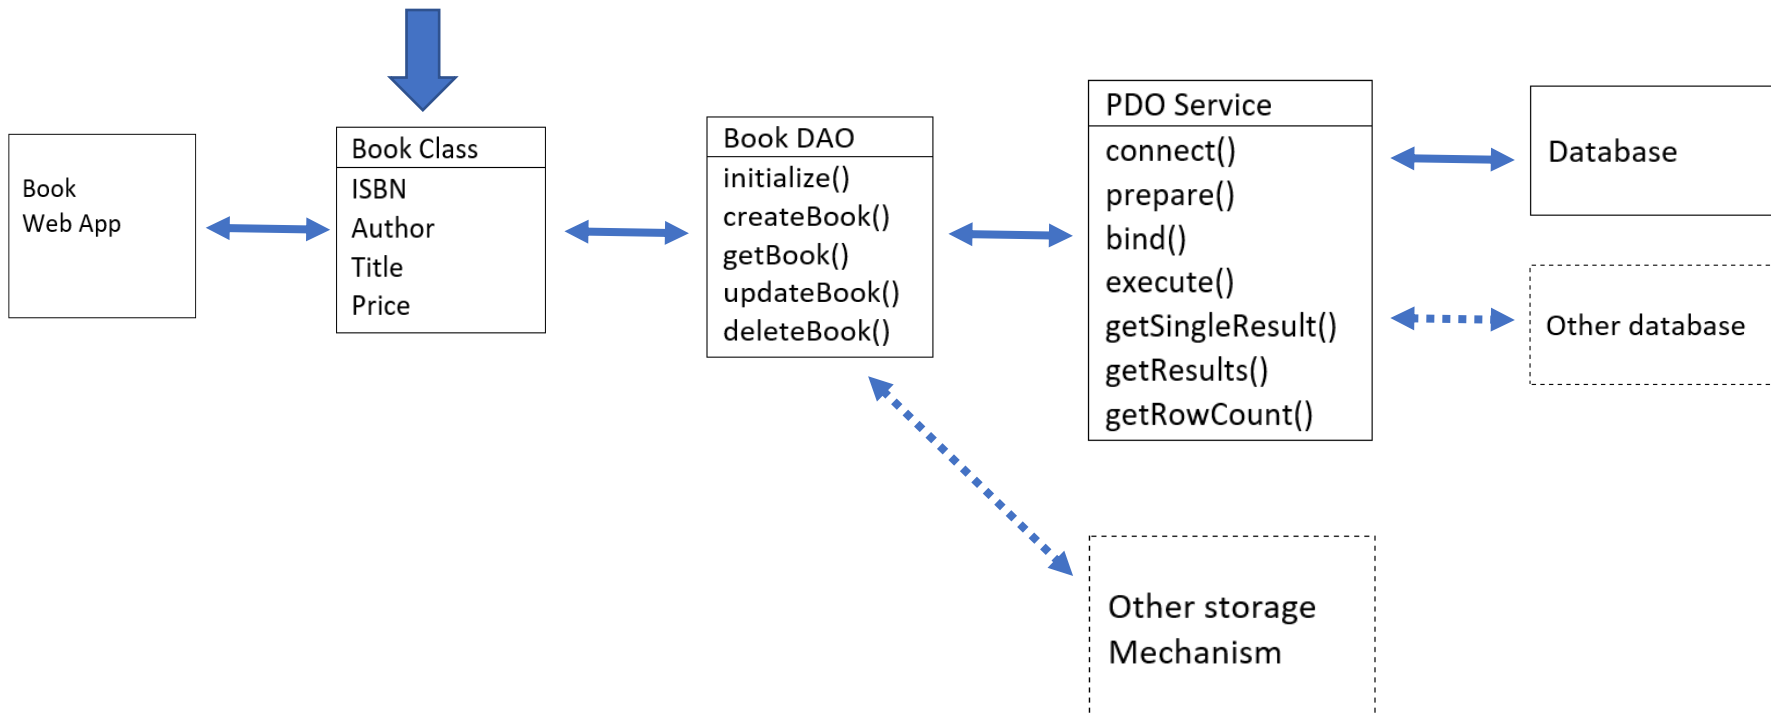 Book
Web App
Book Class
ISBN
Author
Title
Price
Book DAO
initialize()
createBook()
getBook()
updateBook()
deleteBook()
PDO Service
connect()
prepare()
bind()
execute()
getSingleResult()
getResults()
getRowCount()
Database
Other database
Other storage
Mechanism